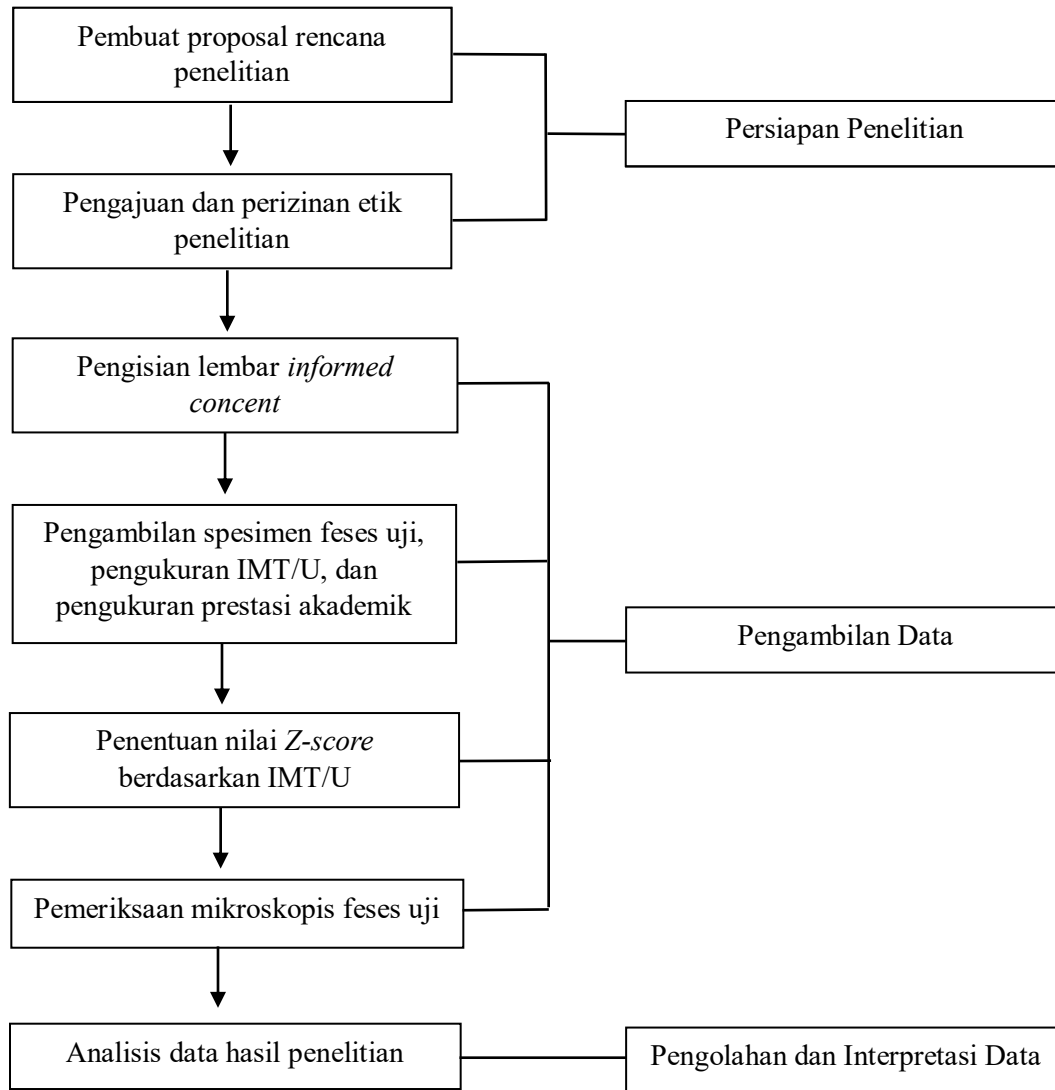 Pembuat proposal rencana
penelitian
Persiapan Penelitian
Pengajuan dan perizinan etik
penelitian
Pengisian lembar informed
concent
Pengambilan spesimen feses uji,
pengukuran IMT/U, dan
pengukuran prestasi akademik
Pengambilan Data
Penentuan nilai Z-score
berdasarkan IMT/U
Pemeriksaan mikroskopis feses uji
Analisis data hasil penelitian
Pengolahan dan Interpretasi Data